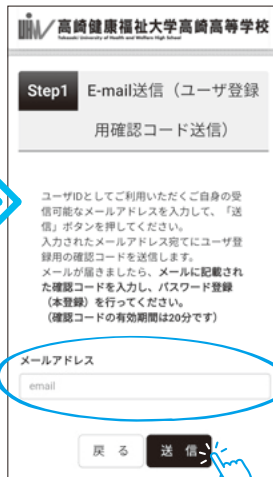 高崎健康福祉大学高崎高等学校
Takasaki University of Health and Welfare High School
Step1 E-mail送信（ユーザ登録
用確認コード送信）
ユーザIDとしてご利用いただくご自身の受
信可能なメールアドレスを入力して、「送
信」ボタンを押してください。
入力されたメールアドレス宛てにユーザ登
録用の確認コードを送信します。
メールが届きましたら、メールに記載され
た確認コードを入力し、パスワード登録
（本登録）を行ってください。
（確認コードの有効期間は20分です）
メールアドレス
email
戻 る 送 信